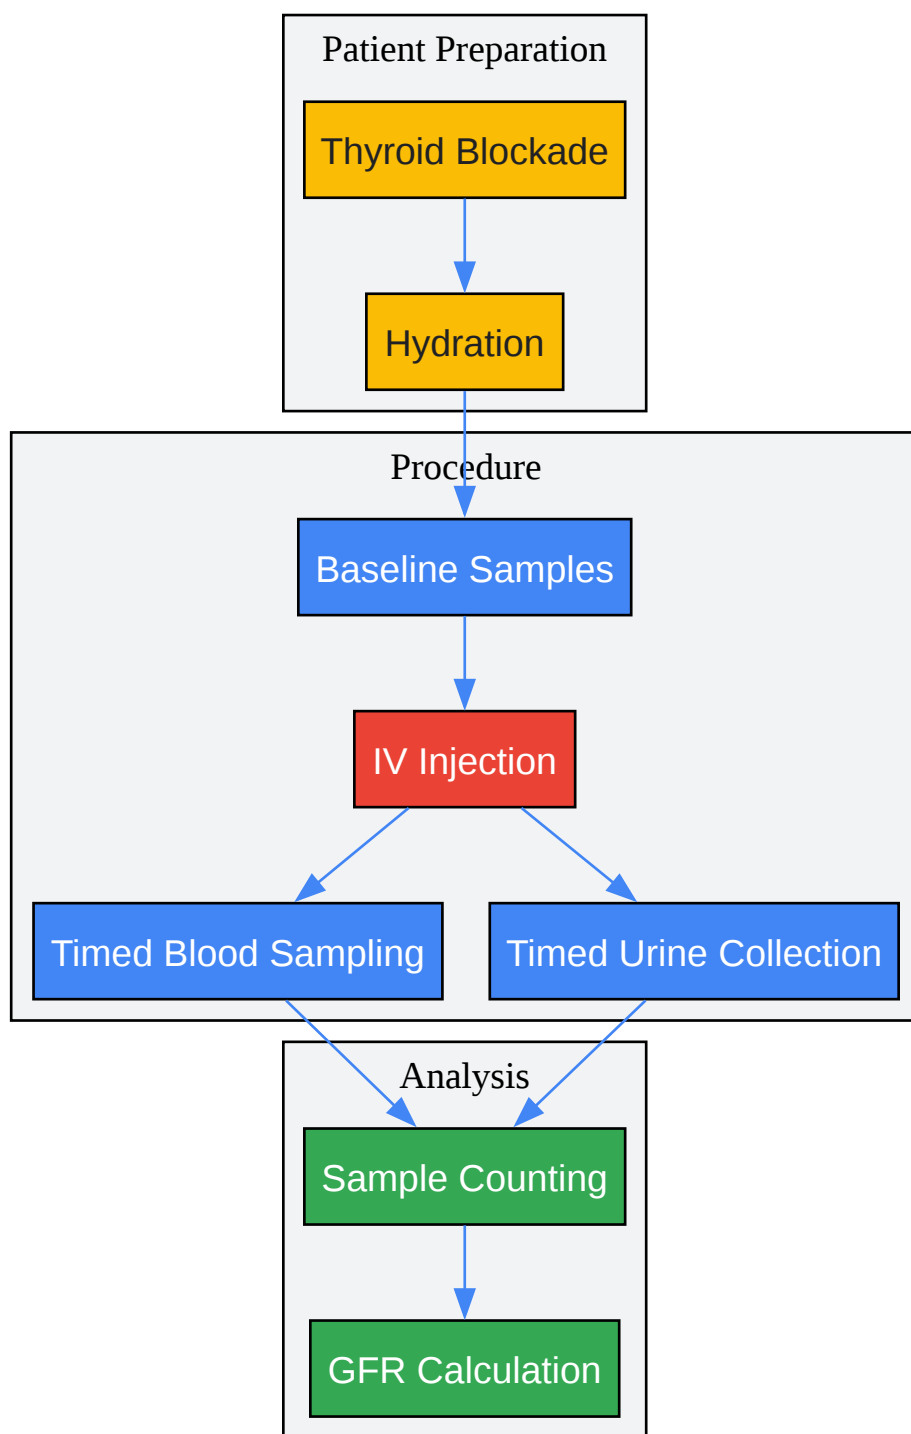 Patient Preparation
Thyroid Blockade
Hydration
Procedure
Baseline Samples
IV Injection
Timed Blood Sampling
Timed Urine Collection
Analysis
Sample Counting
GFR Calculation